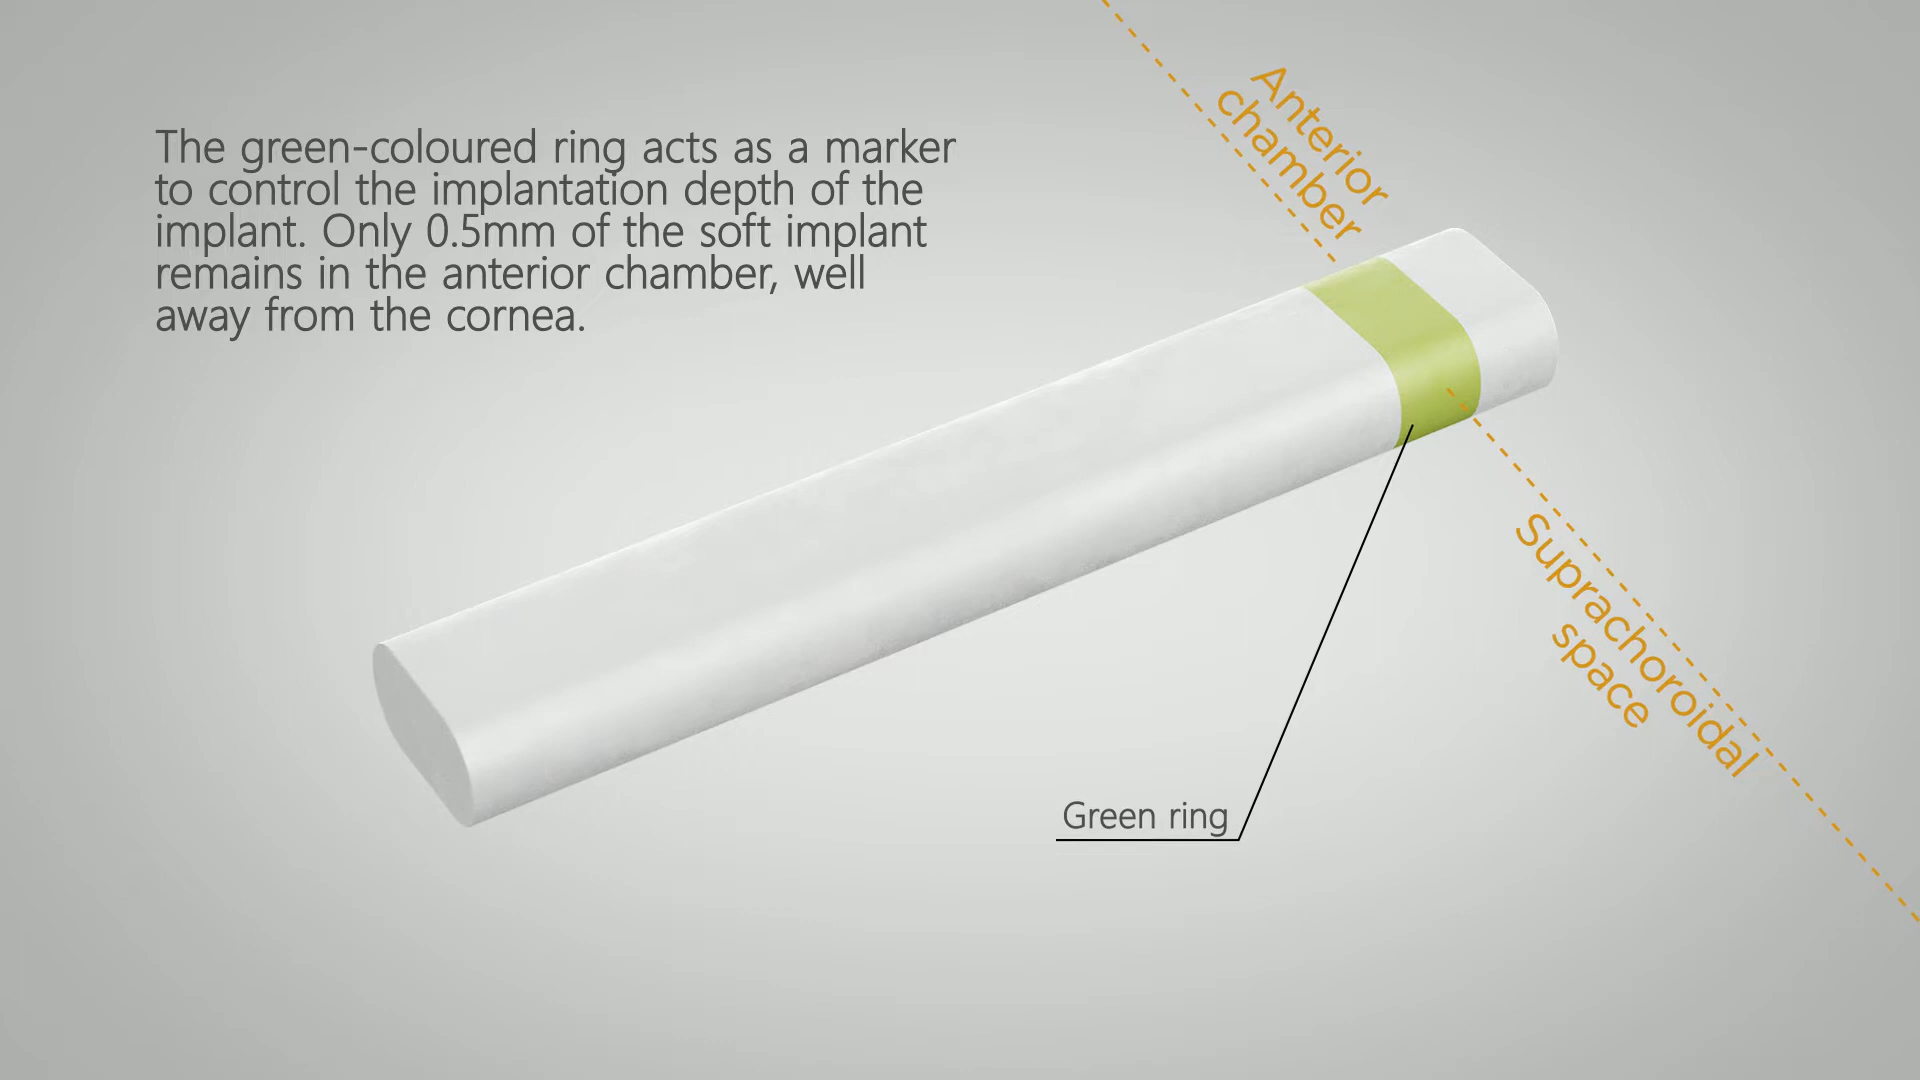 The green-coloured ring acts as a marker
to control the implantation depth of the
implant. Only 0.5mm of the soft implant
remains in the anterior chamber, well
away from the cornea.
Anterior
chamber
Suprachoroidal
space
Green ring